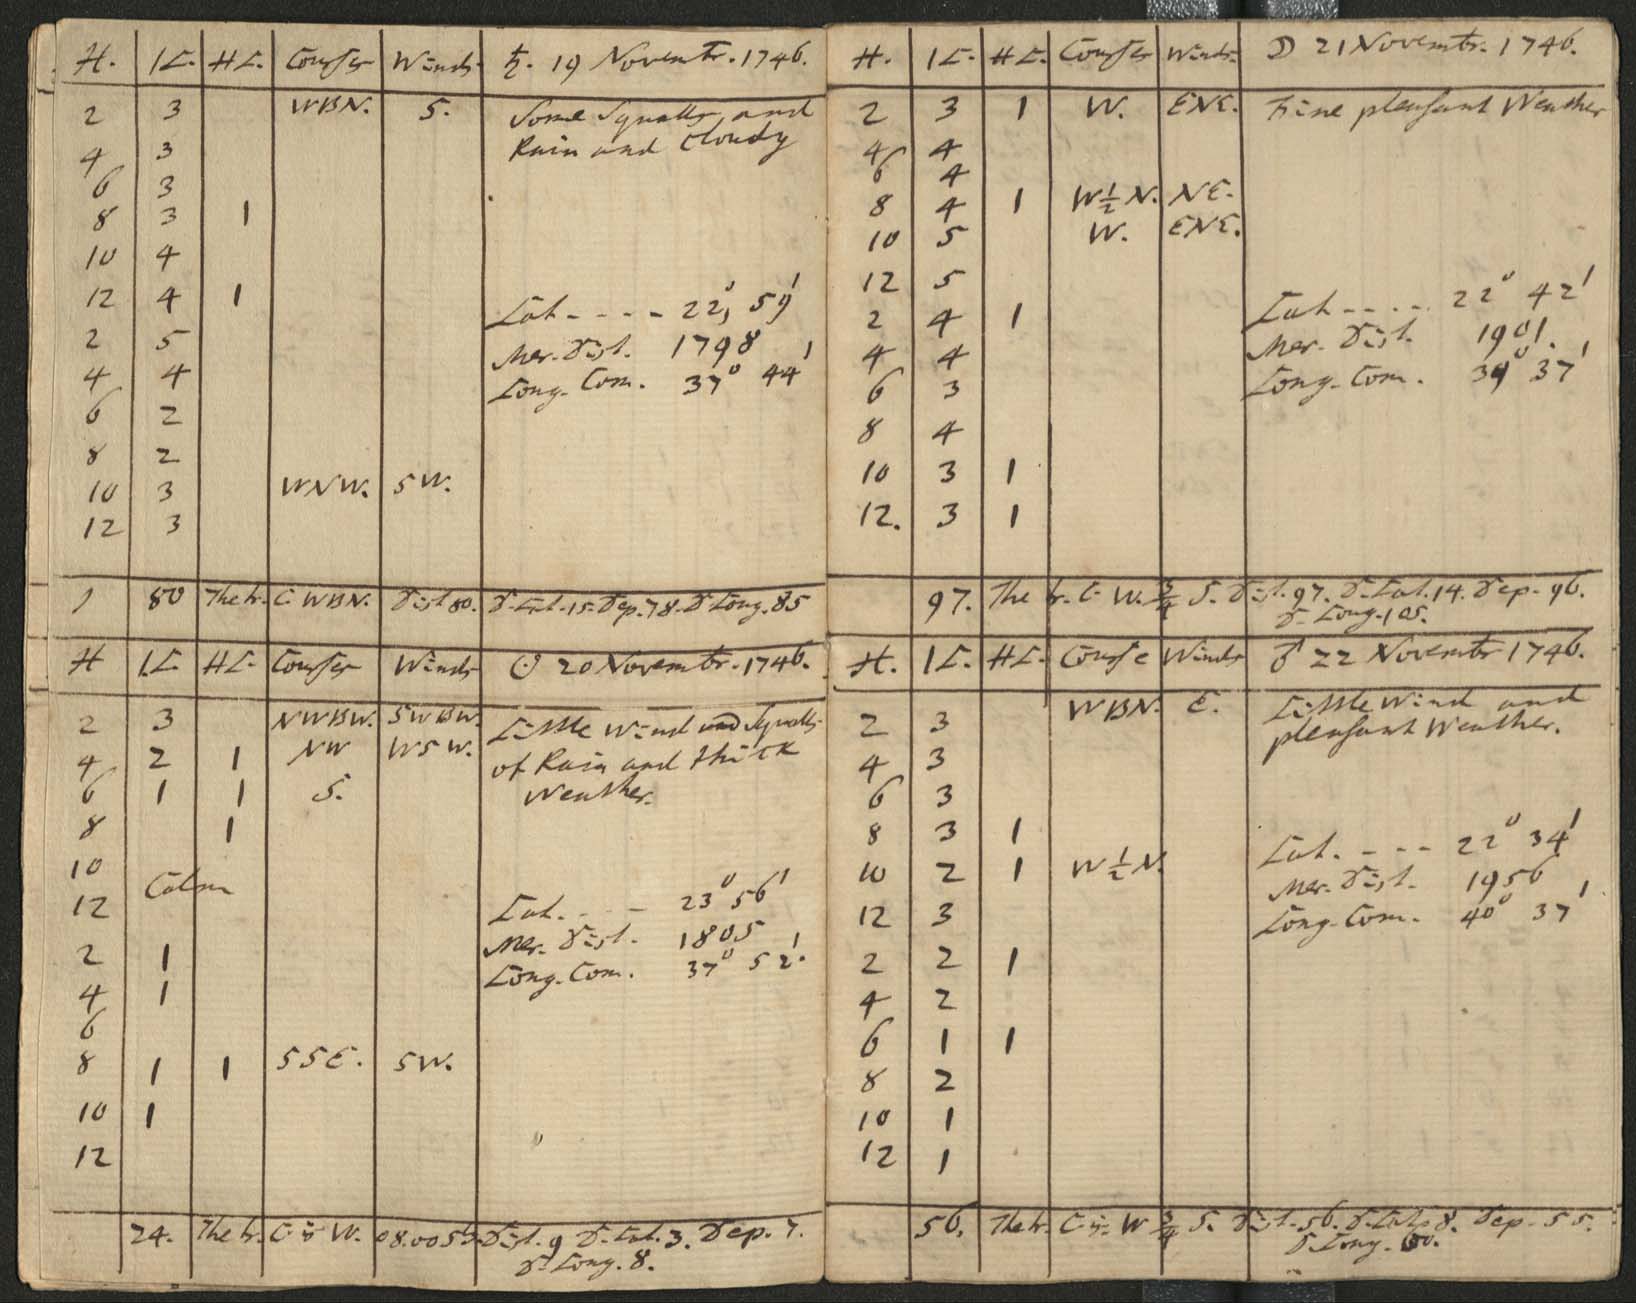 H. K. HK. Courses Winds ♄. 19 Novembr. 1746.
2 3 WBN. S. Some Squalls and
4 3 Rain and Cloudy
6 3
8 3 1
10 4
12 4 1 Lat. - - - - 22°, 59'
2 5 Mer. Dist. 1798
4 4 Long. Com. 37° 44'
6 2
8 2
10 3 WNW. SW.
12 3
80 The tr. C. WBN. Dist 80. D. Lat. 15. Dep. 78. D Long. 85
H K HK. Courses Winds ☉ 20 Novembr. 1746.
2 3 NWBW. SWBW. Little Wind and Squalls
4 2 1 NW WSW. of Rain and thick
6 1 1 S. Weather.
8 1
10
Calm
12 Lat. - - - 23° 56'
Mer. Dist. 1805
2 1 Long. Com. 37° 52'.
4 1
6
8 1 1 SSE. SW.
10 1
12
24. The tr. C is W. 08.00 S. Dist. 9 D. Lat. 3. Dep. 7.
D Long. 8.
H. K. HK. Courses Winds. ☽ 21 Novembr. 1746.
2 3 1 W. ENE. Fine pleasant Weather
4 4
6 4
8 4 1 W½N. NE.
10 5 W. ENE.
12 5 Lat - - - - 22° 42'
2 4 1 Mer. Dist. 1901.
4 4 Long. Com. 39° 37'
6 3
8 4
10 3 1
12. 3 1
97. The tr. C. W. ¾ S. Dist. 97. D. Lat. 14. Dep. 96.
D. Long. 105.
H. K. HK. Course Winds ♂ 22 Novembr 1746.
2 3 WBN. E. Little Wind and
4 3 pleasant Weather.
6 3
8 3 1 Lat. - - - 22° 34'
10 2 1 W½N. Mer. Dist. 1956
12 3 Long. Com. 40° 37'
2 2 1
4 2
6 1 1
8 2
10 1
12 1
56. The tr. C is W ¾ S. Dist. 56. D. Lat. 8. Dep. 55.
D. Long. 60.